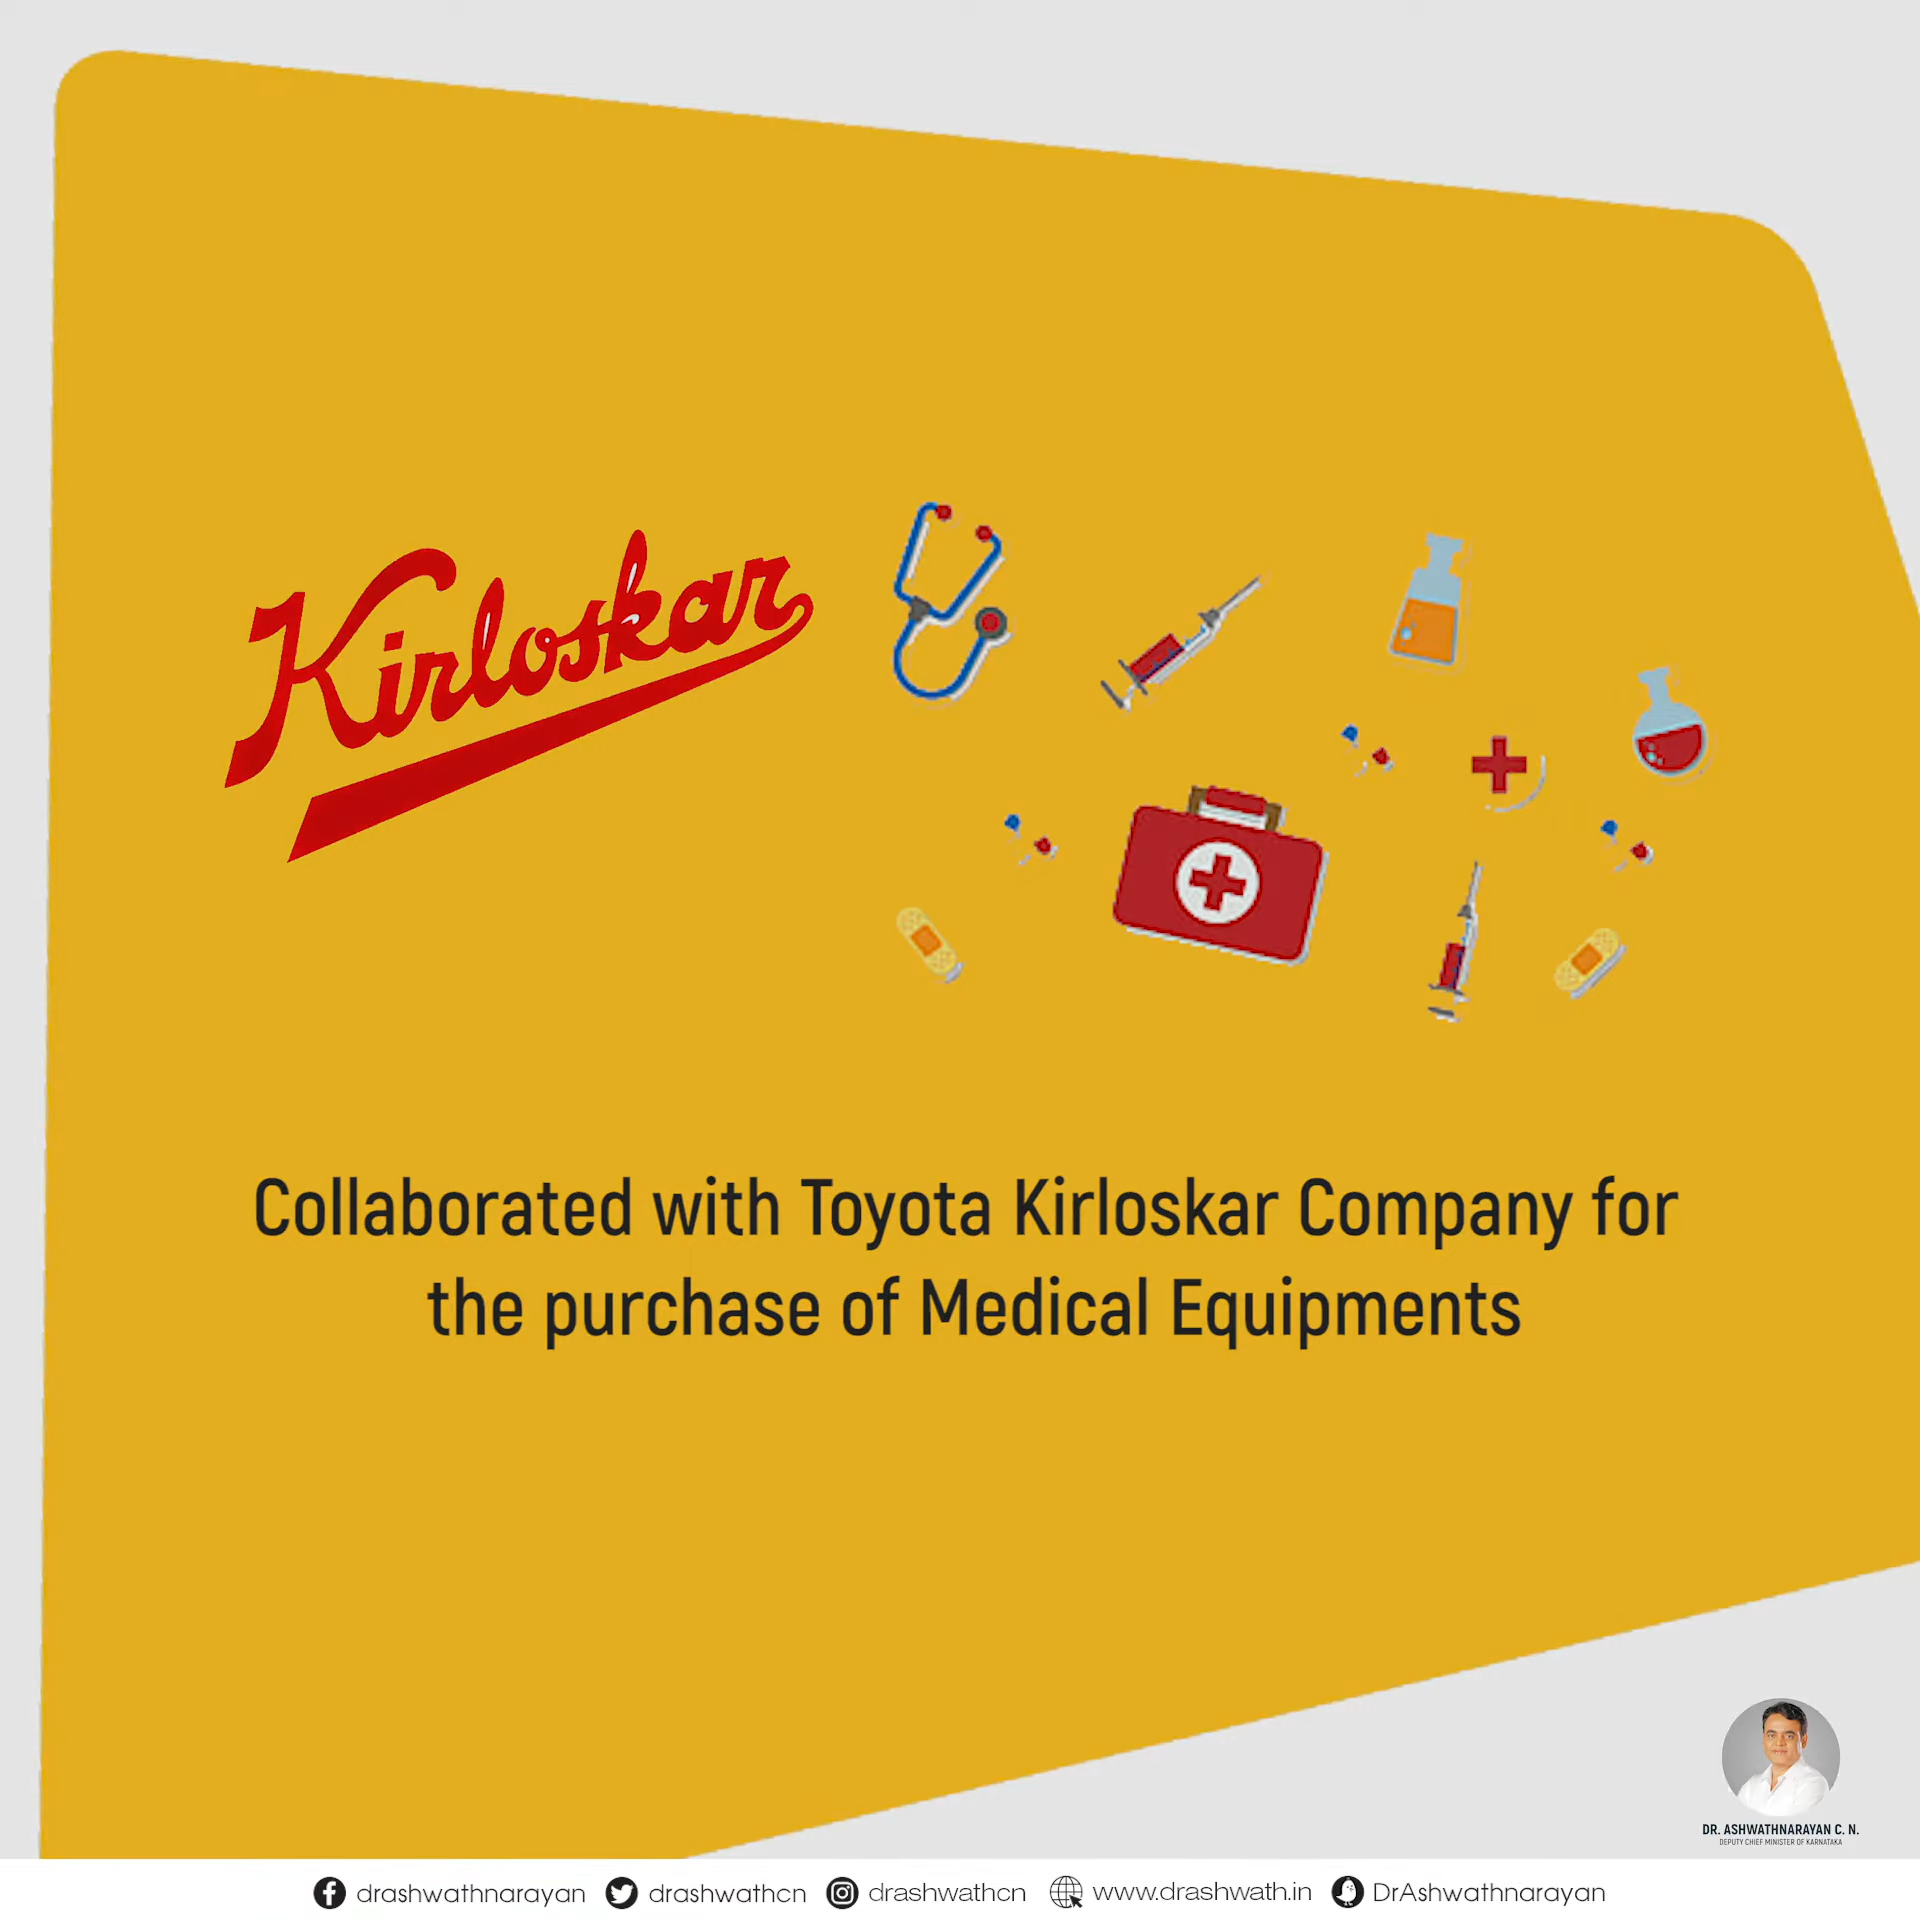 Kirloskar
Collaborated with Toyota Kirloskar Company for
the purchase of Medical Equipments
DR. ASHWATHNARAYAN C. N.
DEPUTY CHIEF MINISTER OF KARNATAKA
drashwathnarayan drashwathcn drashwathcn www.drashwath.in DrAshwathnarayan